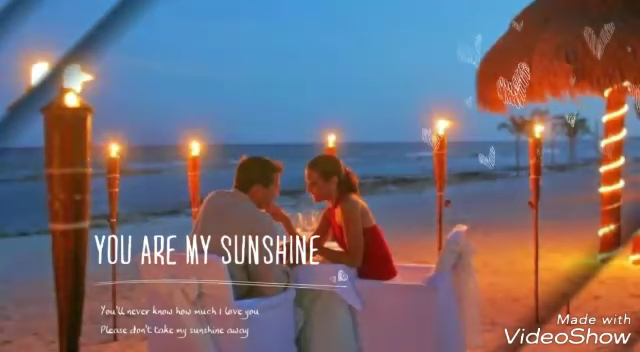 YOU ARE MY SUNSHINE
You'll never know how much I love you
Please don't take my sunshine away
Made with
VideoShow